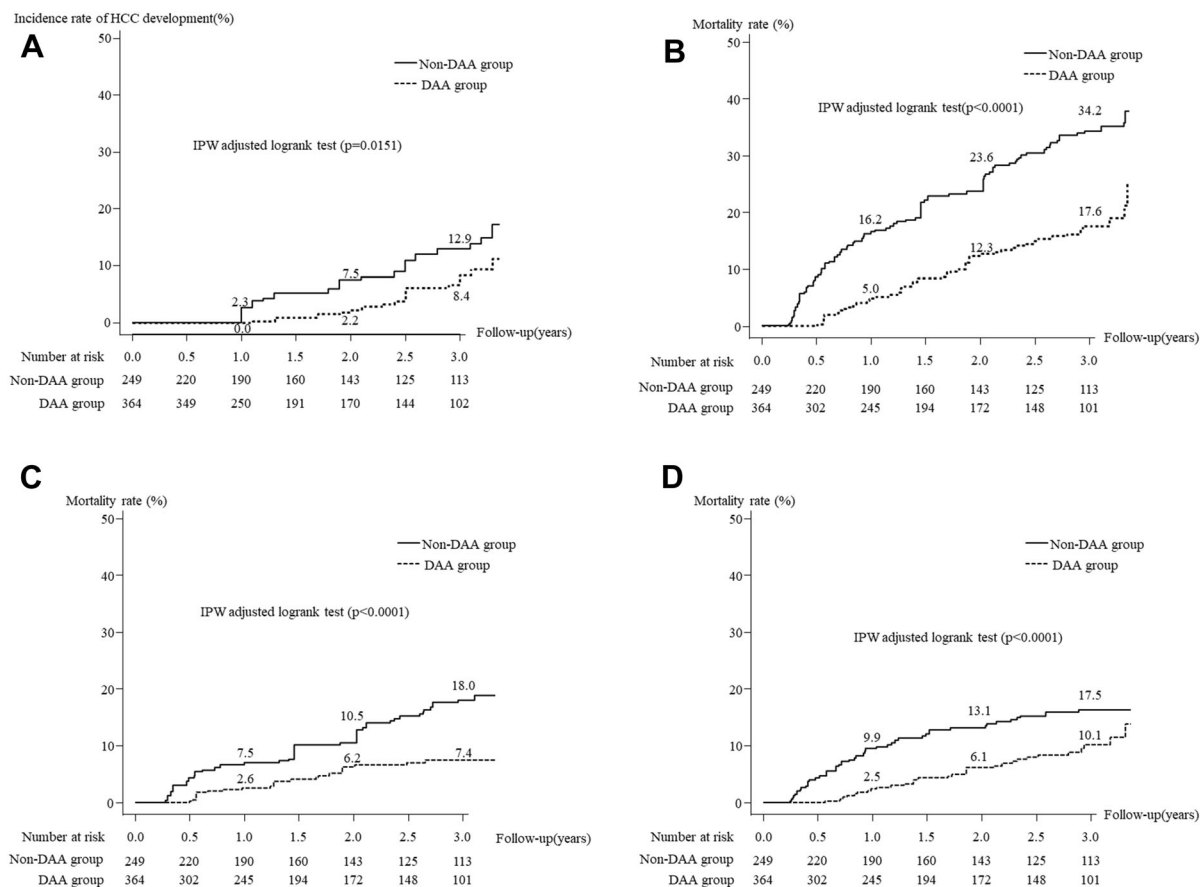 A
Incidence rate of HCC development(%)
50
40
30
20
10
0
Non-DAA group
DAA group
IPW adjusted logrank test (p=0.0151)
2.3
7.5
12.9
0.0
2.2
8.4
Follow-up(years)
Number at risk 0.0 0.5 1.0 1.5 2.0 2.5 3.0
Non-DAA group 249 220 190 160 143 125 113
DAA group 364 349 250 191 170 144 102
B
Mortality rate (%)
50
40
30
20
10
0
Non-DAA group
DAA group
IPW adjusted logrank test(p<0.0001)
16.2
23.6
34.2
5.0
12.3
17.6
Follow-up(years)
Number at risk 0.0 0.5 1.0 1.5 2.0 2.5 3.0
Non-DAA group 249 220 190 160 143 125 113
DAA group 364 302 245 194 172 148 101
C
Mortality rate (%)
50
40
30
20
10
0
Non-DAA group
DAA group
IPW adjusted logrank test (p<0.0001)
7.5
10.5
18.0
2.6
6.2
7.4
Number at risk 0.0 0.5 1.0 1.5 2.0 2.5 3.0 Follow-up(years)
Non-DAA group 249 220 190 160 143 125 113
DAA group 364 302 245 194 172 148 101
D
Mortality rate (%)
50
40
30
20
10
0
Non-DAA group
DAA group
IPW adjusted logrank test (p<0.0001)
9.9
13.1
17.5
2.5
6.1
10.1
Follow-up(years)
Number at risk 0.0 0.5 1.0 1.5 2.0 2.5 3.0
Non-DAA group 249 220 190 160 143 125 113
DAA group 364 302 245 194 172 148 101